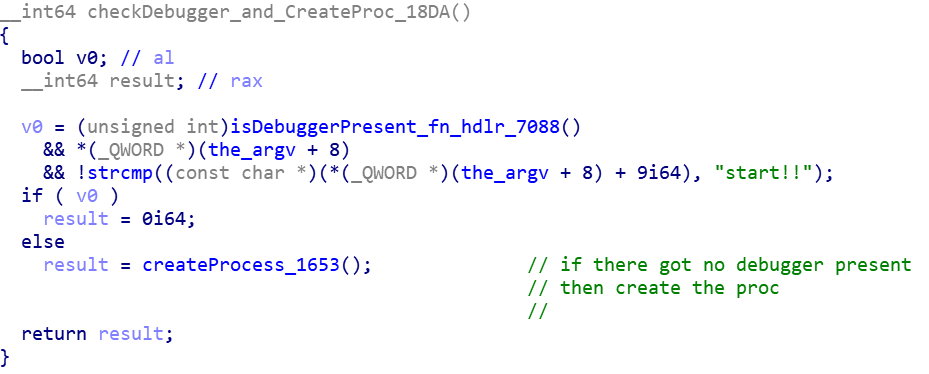 __int64 checkDebugger_and_CreateProc_18DA()
{
  bool v0; // al
  __int64 result; // rax

  v0 = (unsigned int)isDebuggerPresent_fn_hdlr_7088()
    && *(_QWORD *)(the_argv + 8)
    && !strcmp((const char *)(*(_QWORD *)(the_argv + 8) + 9i64), "start!!");
  if ( v0 )
    result = 0i64;
  else
    result = createProcess_1653();              // if there got no debugger present
                                                // then create the proc
                                                //
  return result;
}